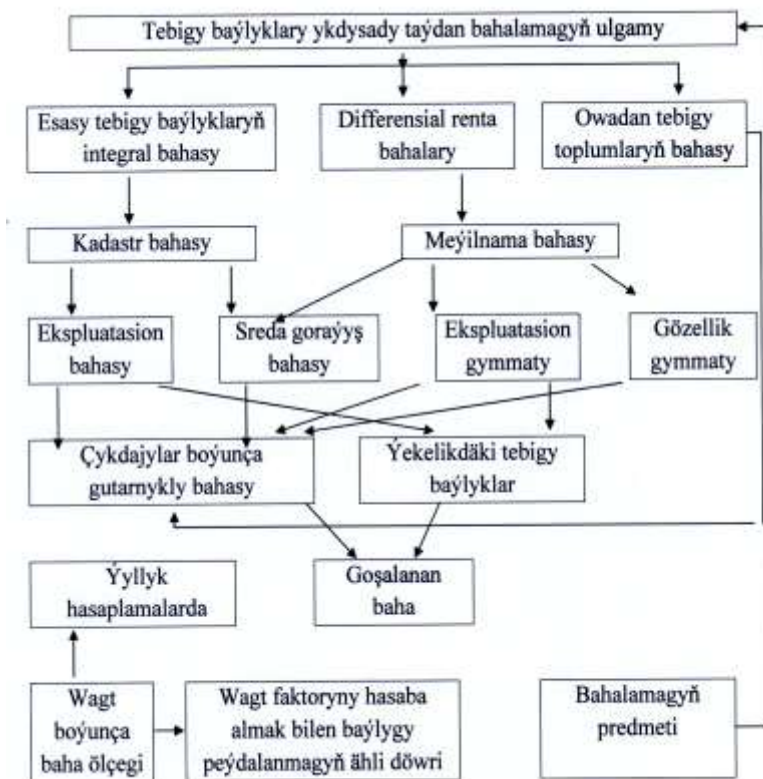 Tebigy baýlyklary ykdysady taýdan bahalamagyň ulgamy
Esasy tebigy baýlyklaryň
integral bahasy
Differensial renta
bahalary
Owadan tebigy
toplumlaryň bahasy
Kadastr bahasy
Meýilnama bahasy
Ekspluatasion
bahasy
Sreda goraýyş
bahasy
Ekspluatasion
gymmaty
Gözellik
gymmaty
Çykdajylar boýunça
gutarnykly bahasy
Ýekelikdäki tebigy
baýlyklar
Ýyllyk
hasaplamalarda
Goşalanan
baha
Wagt
boýunça
baha ölçegi
Wagt faktoryny hasaba
almak bilen baýlygy
peýdalanmagyň ähli döwri
Bahalamagyň
predmeti